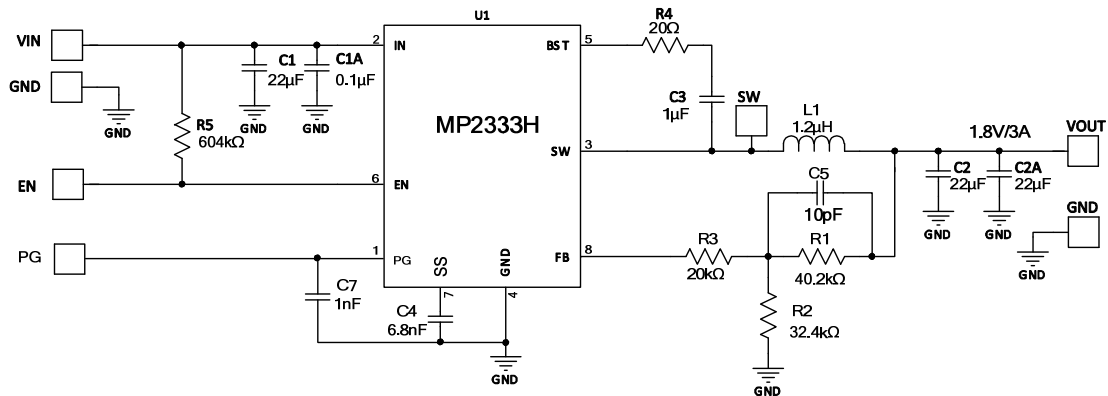 U1
R4
20Ω
VIN
2
IN
BST
5
C1
22µF
C1A
0.1µF
GND
GND
GND
GND
R5
604kΩ
MP2333H
C3
1µF
SW
L1
1.2µH
1.8V/3A
VOUT
SW
3
EN
6
EN
C5
10pF
C2
22µF
C2A
22µF
GND
GND
GND
GND
PG
1
PG
FB
8
R3
20kΩ
R1
40.2kΩ
SS
GND
7
4
C7
1nF
C4
6.8nF
R2
32.4kΩ
GND
GND